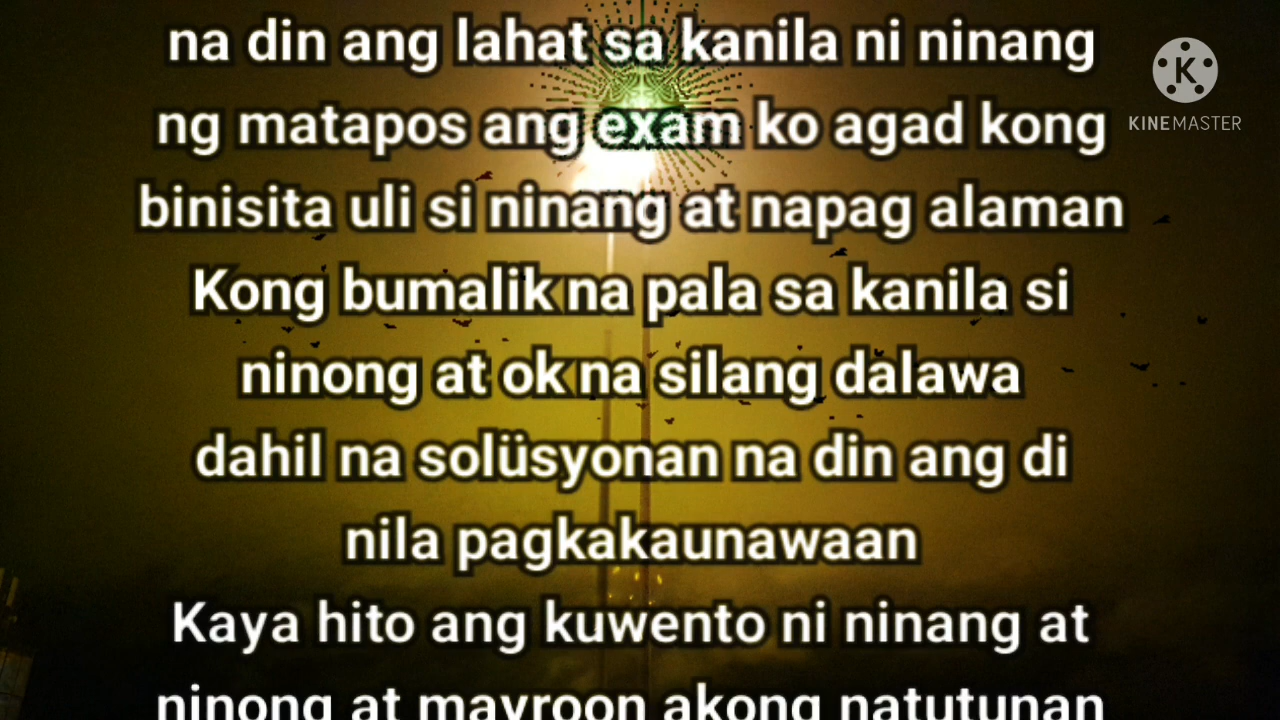 na din ang lahat sa kanila ni ninang
ng matapos ang exam ko agad kong
binisita uli si ninang at napag alaman
Kong bumalik na pala sa kanila si
ninong at ok na silang dalawa
dahil na solüsyonan na din ang di
nila pagkakaunawaan
Kaya hito ang kuwento ni ninang at
ninong at mayroon akong natutunan
K
KINEMASTER